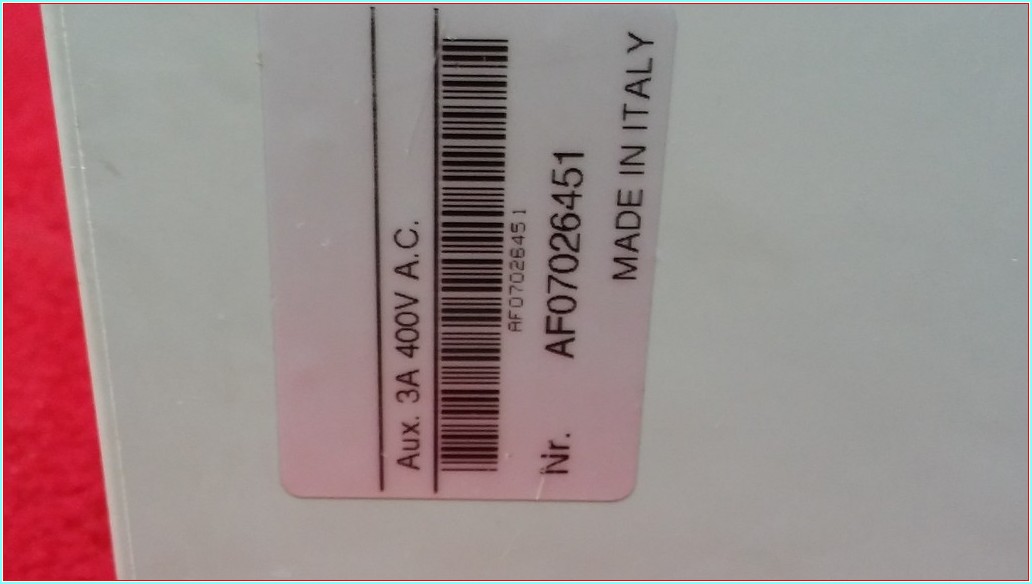 Aux. 3A 400V A.C.
AF07026451
Nr. AF07026451
MADE IN ITALY